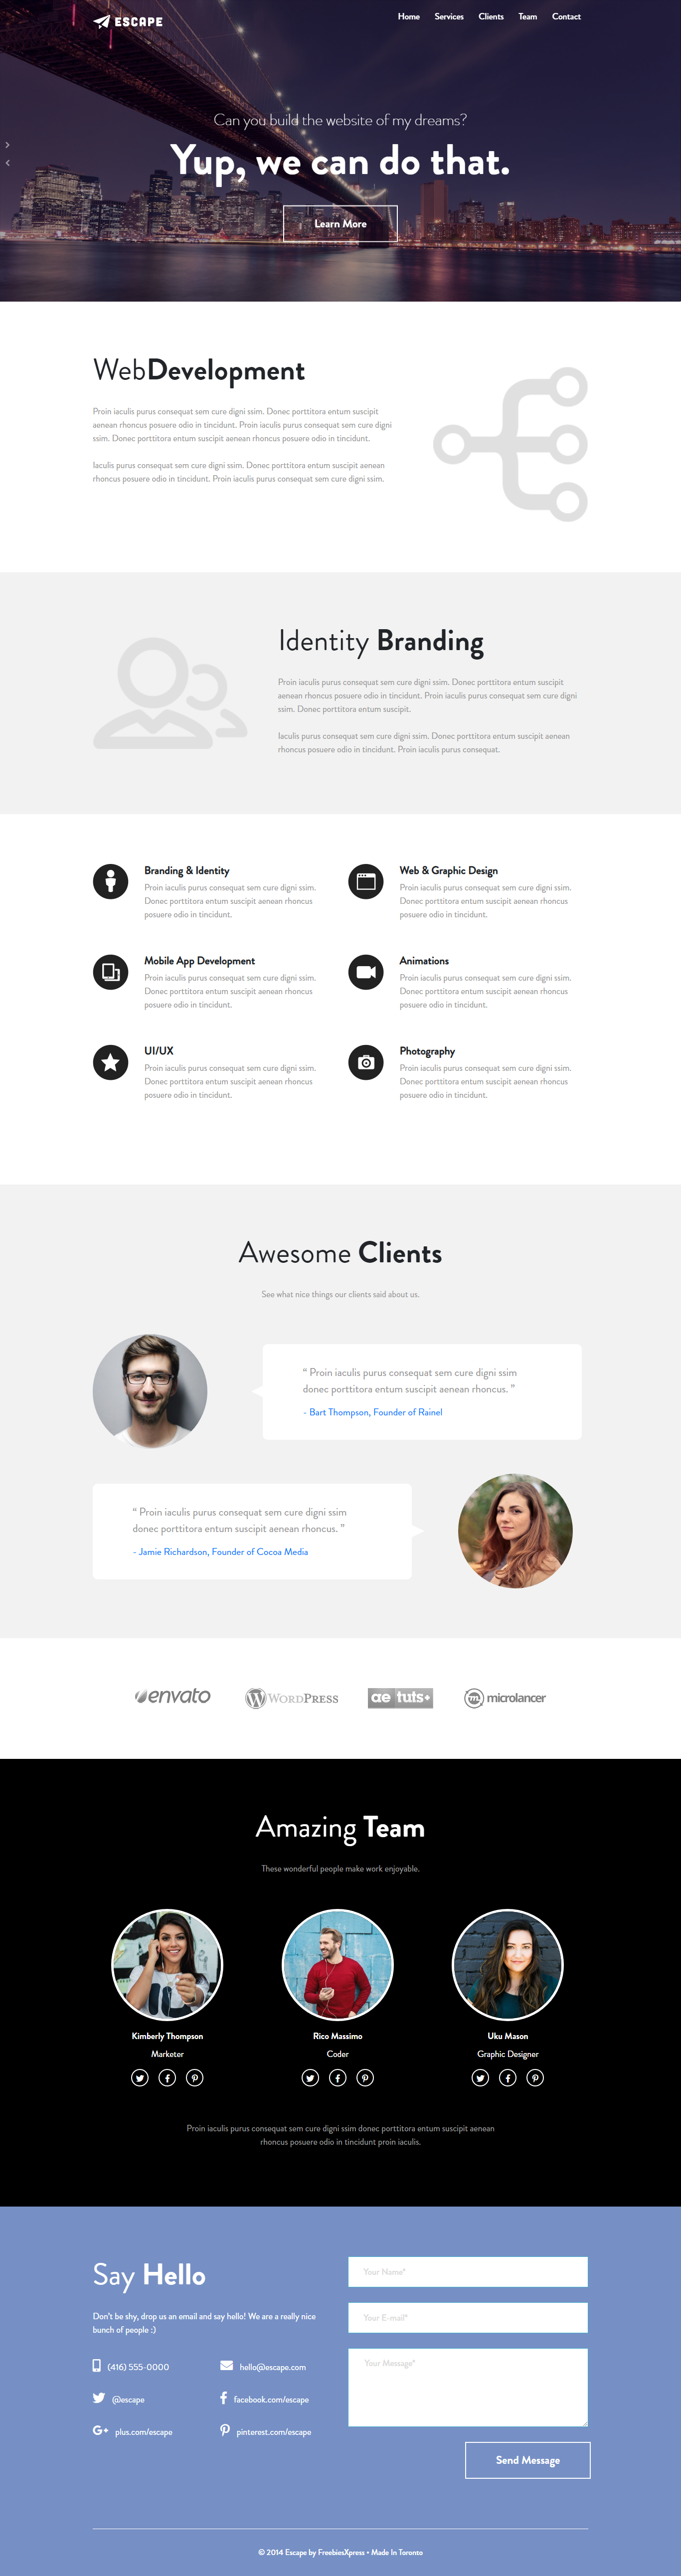 ESCAPE
Home Services Clients Team Contact
Can you build the website of my dreams?
Yup, we can do that.
Learn More
WebDevelopment
Proin iaculis purus consequat sem cure digni ssim. Donec porttitora entum suscipit
aenean rhoncus posuere odio in tincidunt. Proin iaculis purus consequat sem cure digni
ssim. Donec porttitora entum suscipit aenean rhoncus posuere odio in tincidunt.
Iaculis purus consequat sem cure digni ssim. Donec porttitora entum suscipit aenean
rhoncus posuere odio in tincidunt. Proin iaculis purus consequat sem cure digni ssim.
Identity Branding
Proin iaculis purus consequat sem cure digni ssim. Donec porttitora entum suscipit
aenean rhoncus posuere odio in tincidunt. Proin iaculis purus consequat sem cure digni
ssim. Donec porttitora entum suscipit.
Iaculis purus consequat sem cure digni ssim. Donec porttitora entum suscipit aenean
rhoncus posuere odio in tincidunt. Proin iaculis purus consequat.
Branding & Identity
Proin iaculis purus consequat sem cure digni ssim.
Donec porttitora entum suscipit aenean rhoncus
posuere odio in tincidunt.
Web & Graphic Design
Proin iaculis purus consequat sem cure digni ssim.
Donec porttitora entum suscipit aenean rhoncus
posuere odio in tincidunt.
Mobile App Development
Proin iaculis purus consequat sem cure digni ssim.
Donec porttitora entum suscipit aenean rhoncus
posuere odio in tincidunt.
Animations
Proin iaculis purus consequat sem cure digni ssim.
Donec porttitora entum suscipit aenean rhoncus
posuere odio in tincidunt.
UI/UX
Proin iaculis purus consequat sem cure digni ssim.
Donec porttitora entum suscipit aenean rhoncus
posuere odio in tincidunt.
Photography
Proin iaculis purus consequat sem cure digni ssim.
Donec porttitora entum suscipit aenean rhoncus
posuere odio in tincidunt.
Awesome Clients
See what nice things our clients said about us.
“ Proin iaculis purus consequat sem cure digni ssim
donec porttitora entum suscipit aenean rhoncus. ”
- Bart Thompson, Founder of Rainel
“ Proin iaculis purus consequat sem cure digni ssim
donec porttitora entum suscipit aenean rhoncus. ”
- Jamie Richardson, Founder of Cocoa Media
envato WORDPRESS ae tuts+ microlancer
Amazing Team
These wonderful people make work enjoyable.
Kimberly Thompson
Marketer
Rico Massimo
Coder
Uku Mason
Graphic Designer
Proin iaculis purus consequat sem cure digni ssim donec porttitora entum suscipit aenean
rhoncus posuere odio in tincidunt proin iaculis.
Say Hello
Don't be shy, drop us an email and say hello! We are a really nice
bunch of people :)
(416) 555-0000
hello@escape.com
@escape
facebook.com/escape
plus.com/escape
pinterest.com/escape
Your Name*
Your E-mail*
Your Message*
Send Message
© 2014 Escape by FreebiesXpress • Made In Toronto